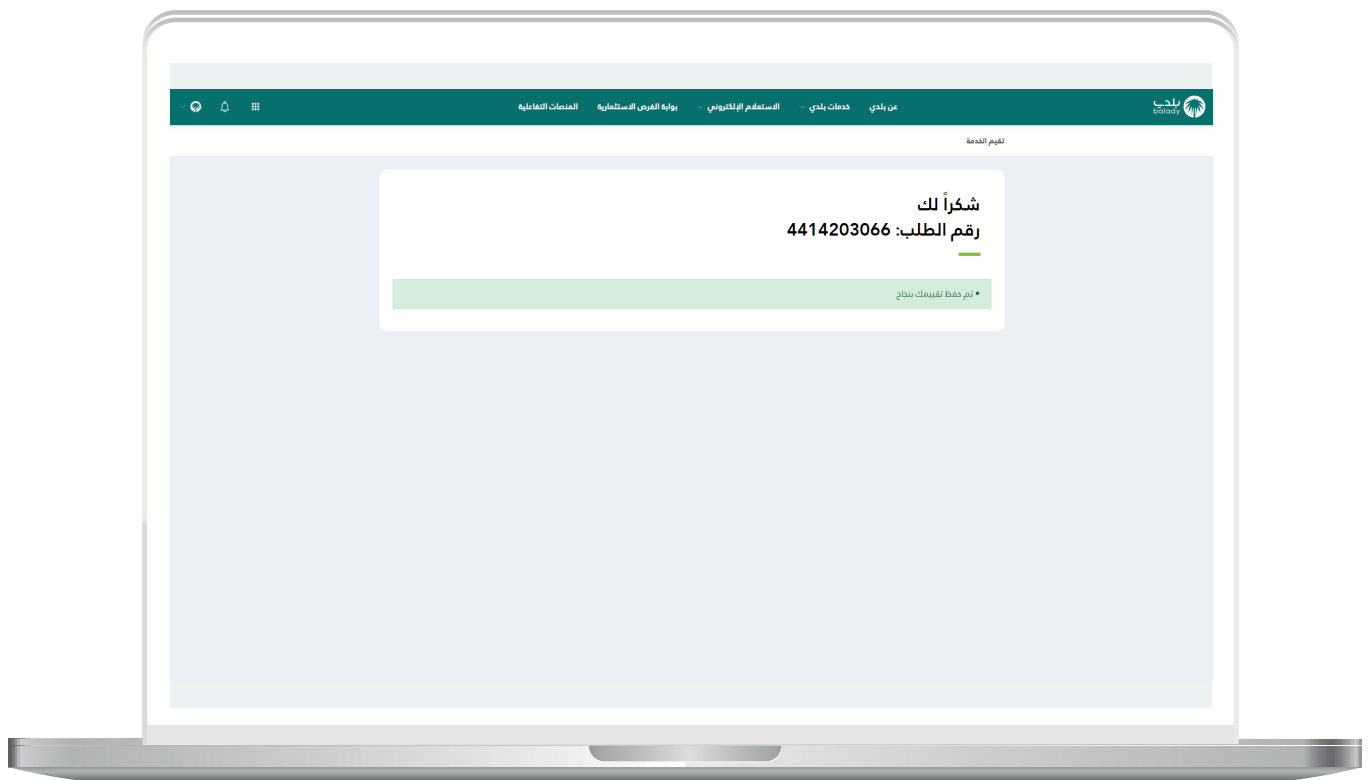 بلدي
balady
عن بلدي خدمات بلدي الاستعلام الإلكتروني بوابة الفرص الاستثمارية المنصات التفاعلية
تقيم الخدمة
شكراً لك
رقم الطلب: 4414203066
• تم حفظ تقييمك بنجاح